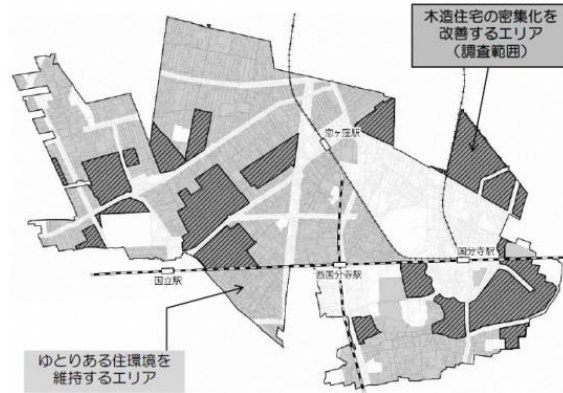 木造住宅の密集化を
改善するエリア
（調査範囲）
恋ヶ窪駅
国分寺駅
西国分寺駅
国立駅
ゆとりある住環境を
維持するエリア